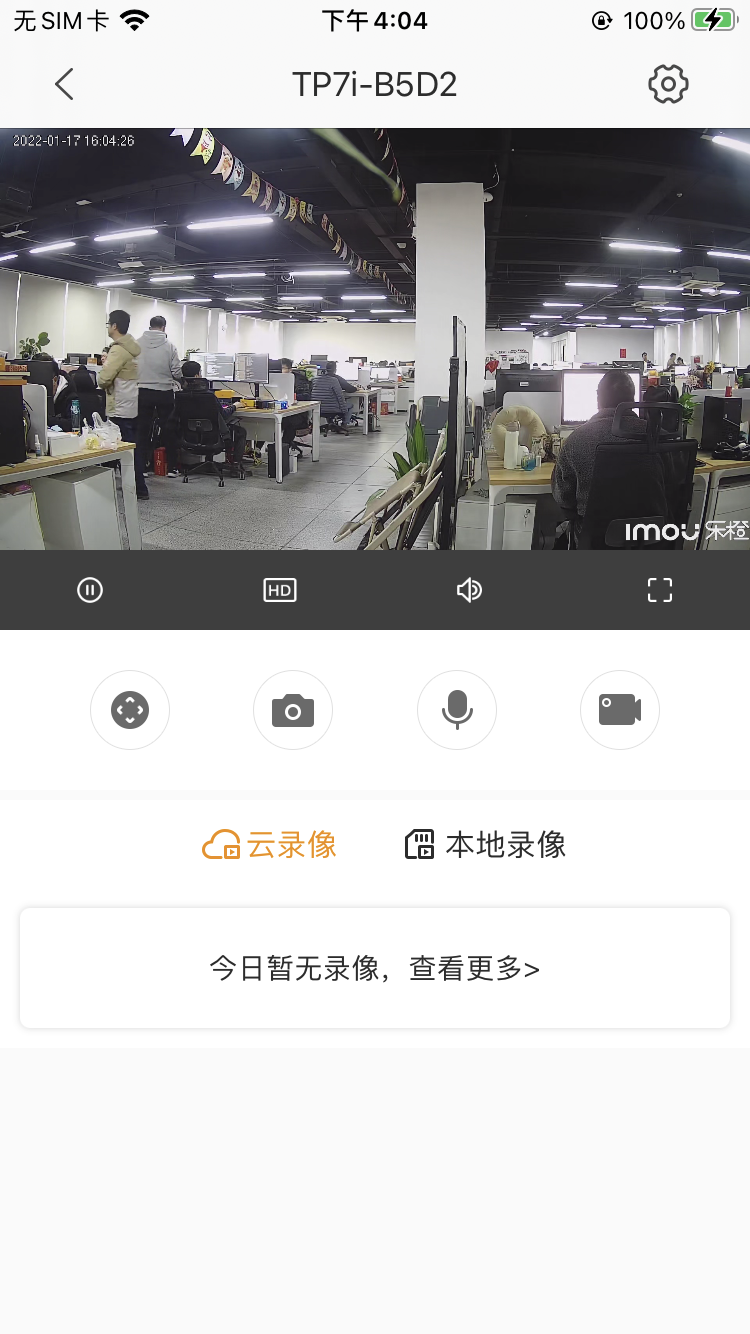 无SIM卡
下午4:04
100%
TP7i-B5D2
2022-01-17 16:04:26
imou 乐橙
HD
云录像
本地录像
今日暂无录像，查看更多>